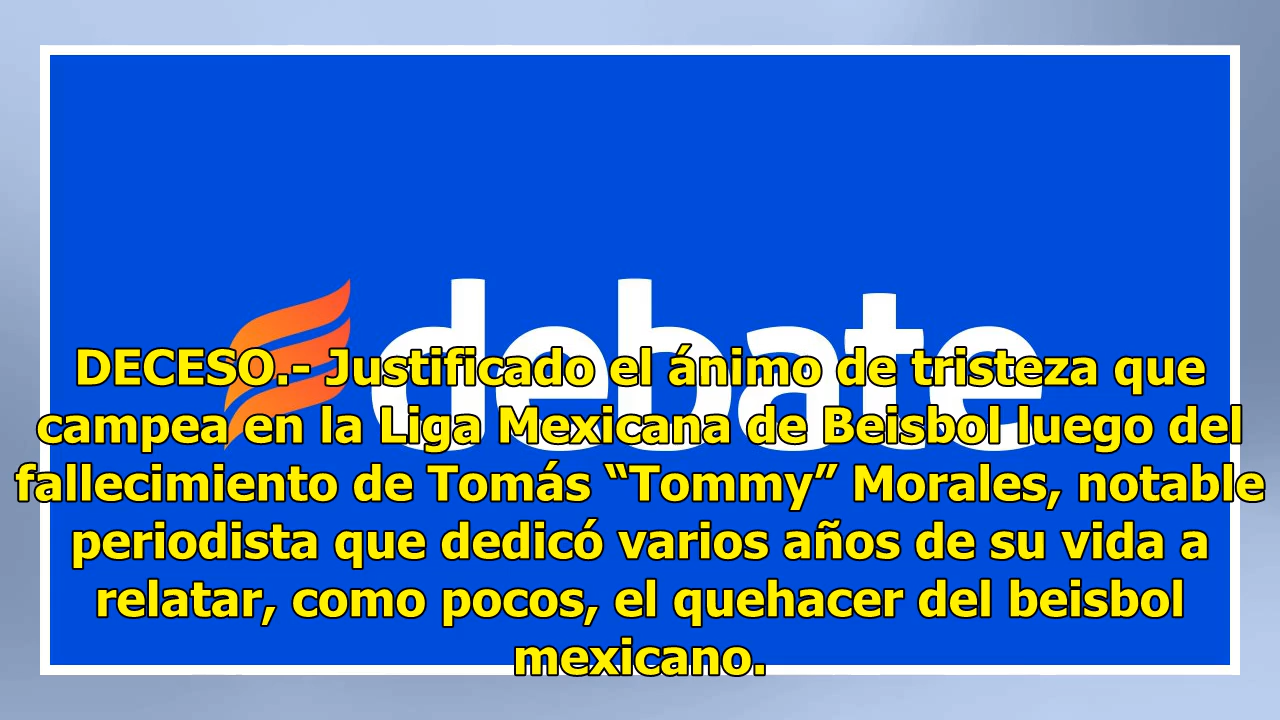 debate
DECESO.- Justificado el ánimo de tristeza que
campea en la Liga Mexicana de Beisbol luego del
fallecimiento de Tomás “Tommy” Morales, notable
periodista que dedicó varios años de su vida a
relatar, como pocos, el quehacer del beisbol
mexicano.